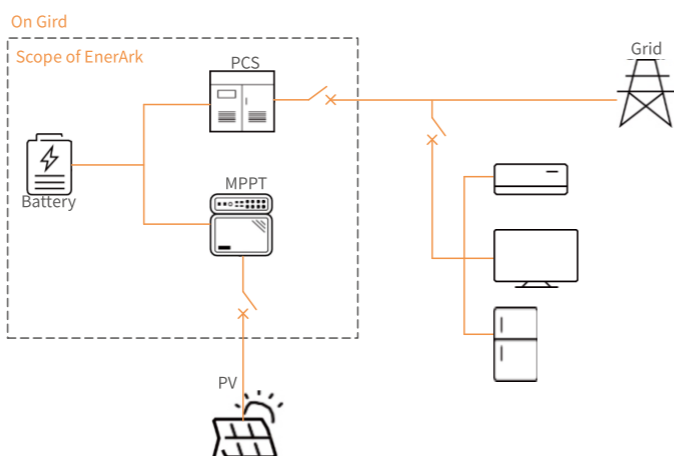 On Gird
Scope of EnerArk
PCS
Grid
Battery
MPPT
PV